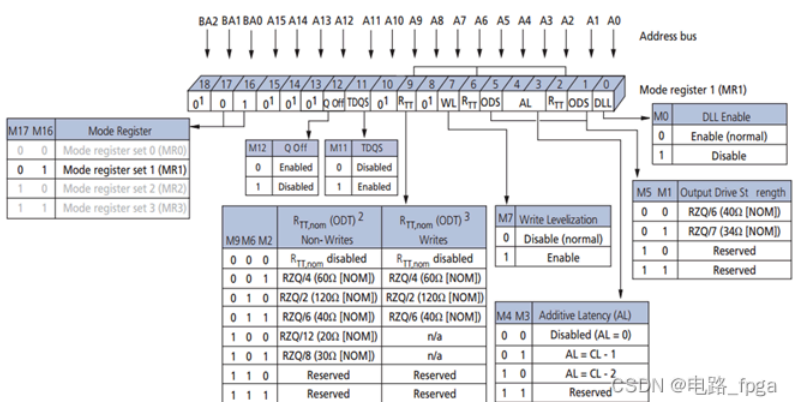 BA2 BA1 BA0 A15 A14 A13 A12 A11 A10 A9 A8 A7 A6 A5 A4 A3 A2 A1 A0
Address bus
18 17 16 15 14 13 12 11 10 9 8 7 6 5 4 3 2 1 0
Mode register 1 (MR1)
0¹ 0 1 0¹ 0¹ 0¹ Q Off TDQS 0¹ RTT 0¹ WL RTT ODS AL RTT ODS DLL
M17 M16 Mode Register
0 0 Mode register set 0 (MR0)
0 1 Mode register set 1 (MR1)
1 0 Mode register set 2 (MR2)
1 1 Mode register set 3 (MR3)
M12 Q Off
0 Enabled
1 Disabled
M11 TDQS
0 Disabled
1 Enabled
M0 DLL Enable
0 Enable (normal)
1 Disable
M5 M1 Output Drive St rength
0 0 RZQ/6 (40Ω [NOM])
0 1 RZQ/7 (34Ω [NOM])
1 0 Reserved
1 1 Reserved
M9 M6 M2 RTT,nom (ODT) 2 Non-Writes RTT,nom (ODT) 3 Writes
0 0 0 RTT,nom disabled RTT,nom disabled
0 0 1 RZQ/4 (60Ω [NOM]) RZQ/4 (60Ω [NOM])
0 1 0 RZQ/2 (120Ω [NOM]) RZQ/2 (120Ω [NOM])
0 1 1 RZQ/6 (40Ω [NOM]) RZQ/6 (40Ω [NOM])
1 0 0 RZQ/12 (20Ω [NOM]) n/a
1 0 1 RZQ/8 (30Ω [NOM]) n/a
1 1 0 Reserved Reserved
1 1 1 Reserved Reserved
M7 Write Levelization
0 Disable (normal)
1 Enable
M4 M3 Additive Latency (AL)
0 0 Disabled (AL = 0)
0 1 AL = CL - 1
1 0 AL = CL - 2
1 1 Reserved
CSDN @电路_fpga